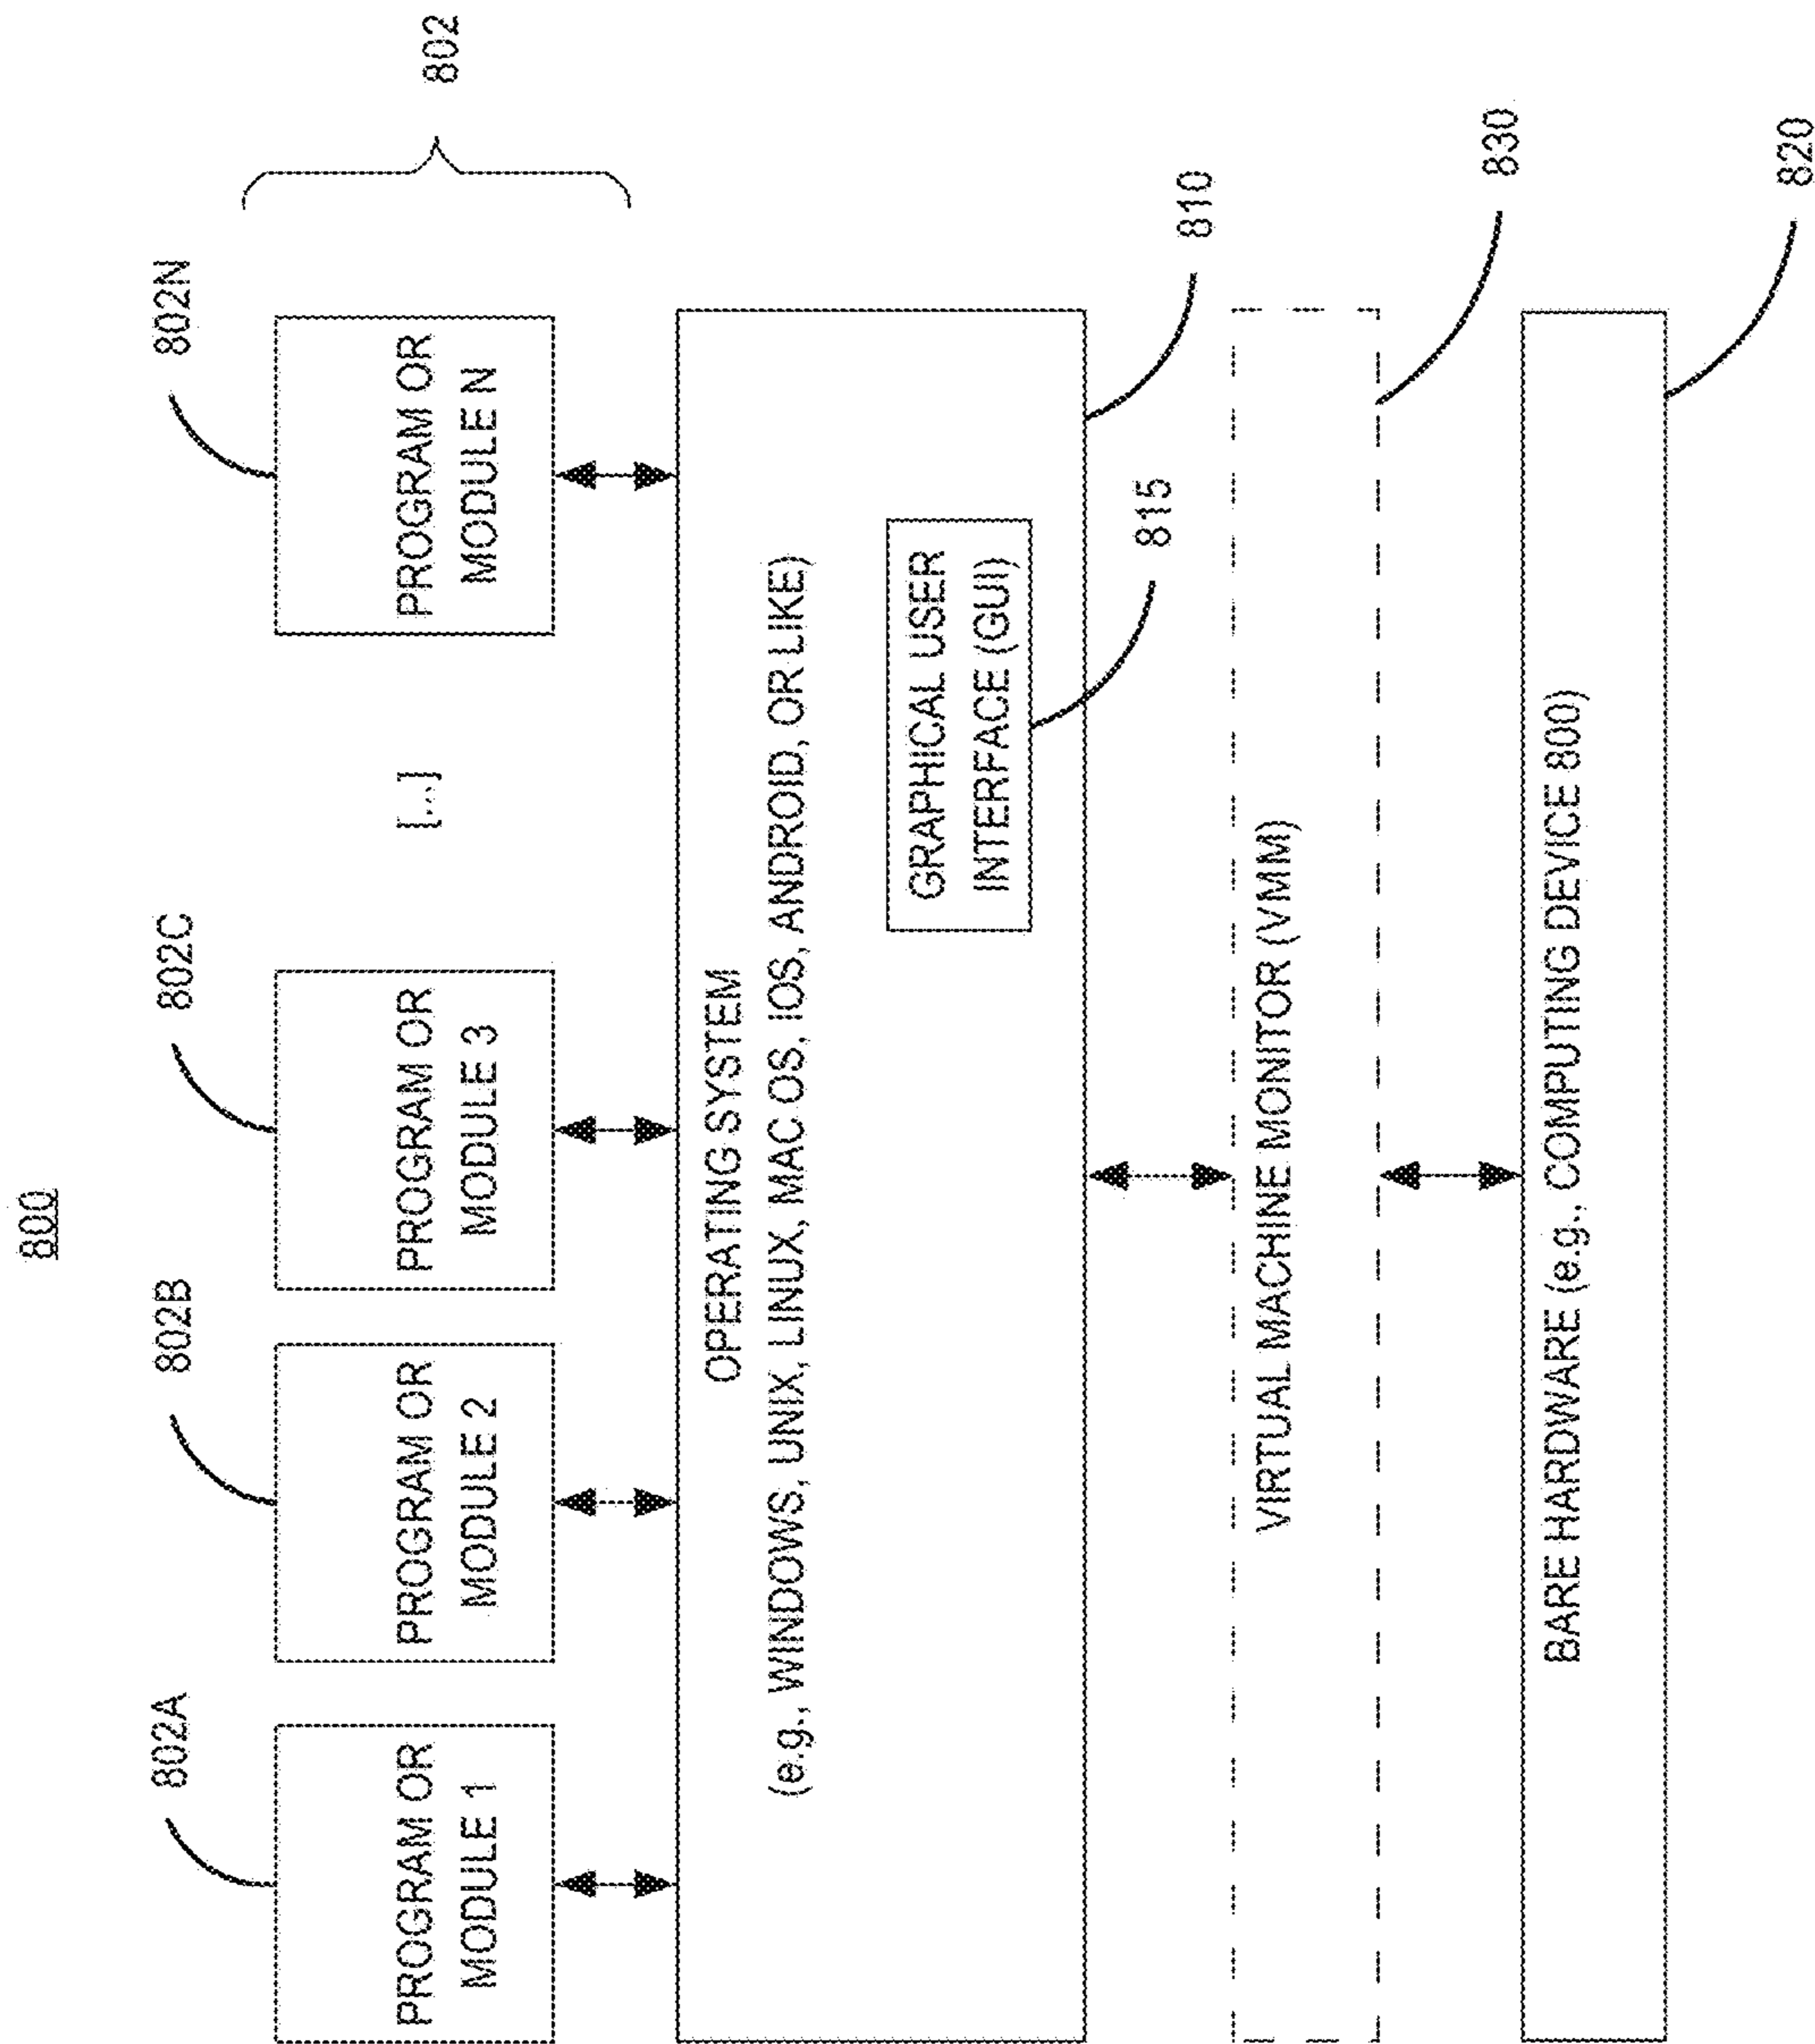 800
802A
802B
802C
802N
802
PROGRAM OR
MODULE 1
PROGRAM OR
MODULE 2
PROGRAM OR
MODULE 3
[...]
PROGRAM OR
MODULE N
OPERATING SYSTEM
(e.g., WINDOWS, UNIX, LINUX, MAC OS, IOS, ANDROID, OR LIKE)
GRAPHICAL USER
INTERFACE (GUI)
810
815
VIRTUAL MACHINE MONITOR (VMM)
830
BARE HARDWARE (e.g., COMPUTING DEVICE 800)
820